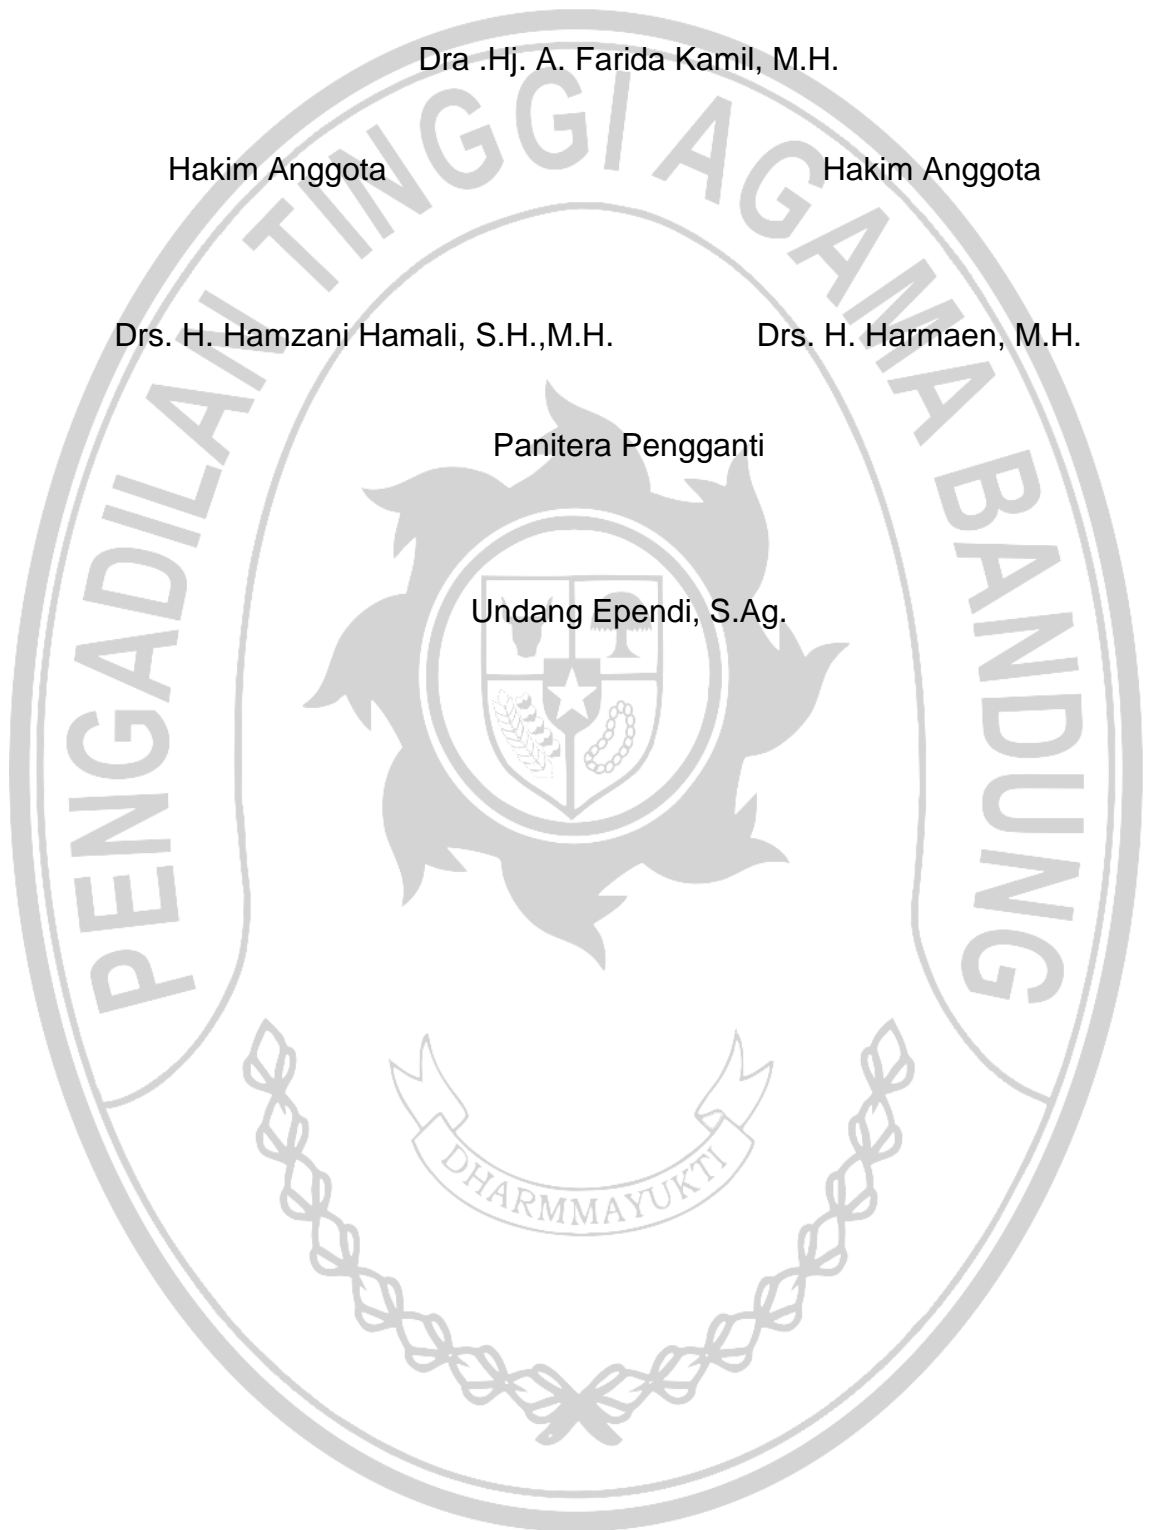 Dra .Hj. A. Farida Kamil, M.H.
Hakim Anggota Hakim Anggota
Drs. H. Hamzani Hamali, S.H.,M.H. Drs. H. Harmaen, M.H.
Panitera Pengganti
Undang Ependi, S.Ag.
PENGADILAN TINGGI AGAMA BANDUNG
DHARMMAYUKTI